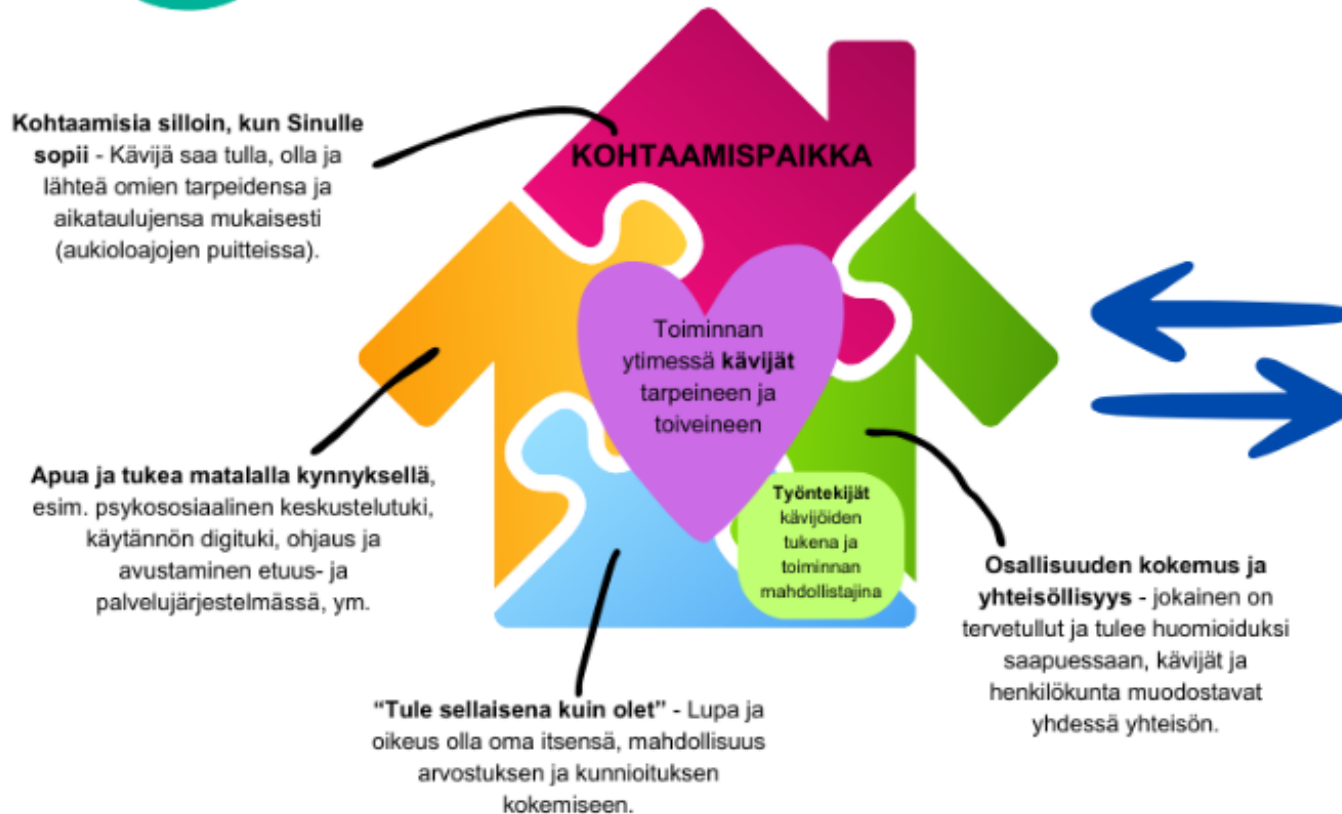 Kohtaamisia silloin, kun Sinulle
sopii - Kävijä saa tulla, olla ja
lähteä omien tarpeidensa ja
aikataulujensa mukaisesti
(aukioloajojen puitteissa).
KOHTAAMISPAIKKA
Toiminnan
ytimessä kävijät
tarpeineen ja
toiveineen
Apua ja tukea matalalla kynnyksellä,
esim. psykososiaalinen keskustelutuki,
käytännön digituki, ohjaus ja
avustaminen etuus- ja
palvelujärjestelmässä, ym.
Työntekijät
kävijöiden
tukena ja
toiminnan
mahdollistajina
Osallisuuden kokemus ja
yhteisöllisyys - jokainen on
tervetullut ja tulee huomioiduksi
saapuessaan, kävijät ja
henkilökunta muodostavat
yhdessä yhteisön.
“Tule sellaisena kuin olet” - Lupa ja
oikeus olla oma itsensä, mahdollisuus
arvostuksen ja kunnioituksen
kokemiseen.